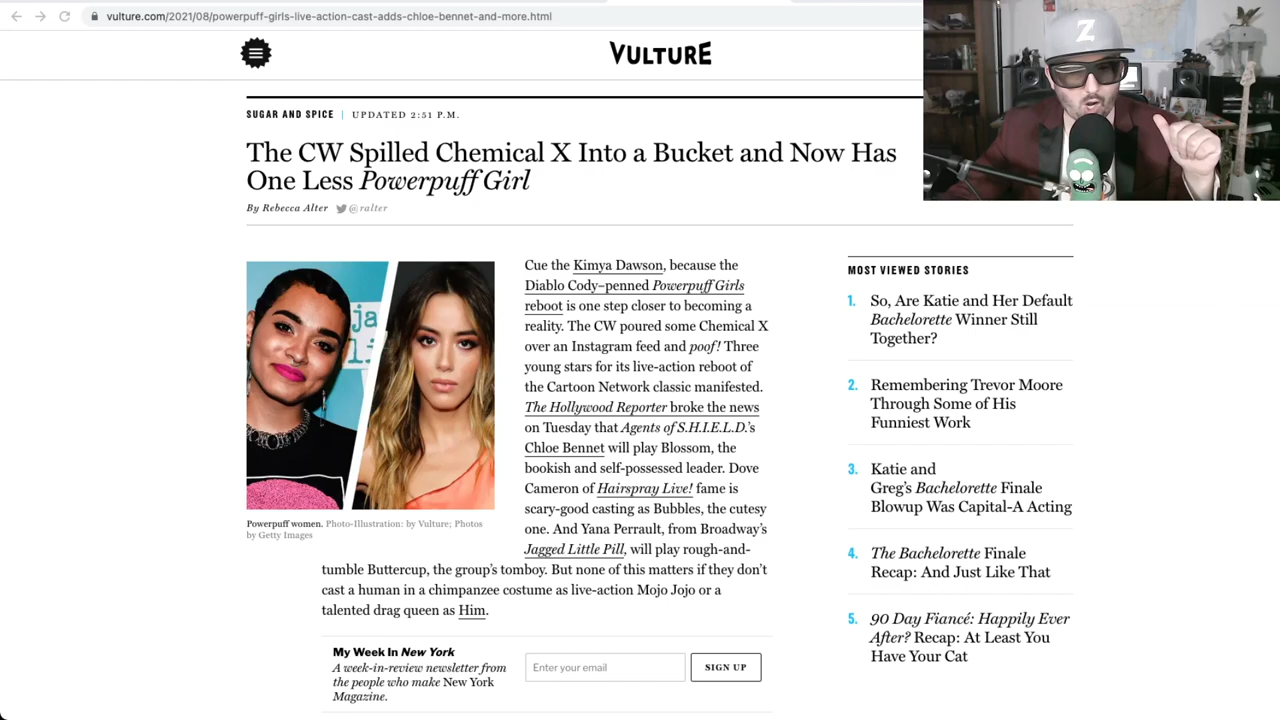 vulture.com/2021/08/powerpuff-girls-live-action-cast-adds-chloe-bennet-and-more.html
VULTURE
Z
SUGAR AND SPICE | UPDATED 2:51 P.M.
The CW Spilled Chemical X Into a Bucket and Now Has
One Less Powerpuff Girl
By Rebecca Alter @ralter
ja
li
Powerpuff women. Photo-Illustration: by Vulture; Photos
by Getty Images
Cue the Kimya Dawson, because the
Diablo Cody–penned Powerpuff Girls
reboot is one step closer to becoming a
reality. The CW poured some Chemical X
over an Instagram feed and poof! Three
young stars for its live-action reboot of
the Cartoon Network classic manifested.
The Hollywood Reporter broke the news
on Tuesday that Agents of S.H.I.E.L.D.’s
Chloe Bennet will play Blossom, the
bookish and self-possessed leader. Dove
Cameron of Hairspray Live! fame is
scary-good casting as Bubbles, the cutesy
one. And Yana Perrault, from Broadway’s
Jagged Little Pill, will play rough-and-
tumble Buttercup, the group’s tomboy. But none of this matters if they don’t
cast a human in a chimpanzee costume as live-action Mojo Jojo or a
talented drag queen as Him.
My Week In New York
A week-in-review newsletter from
the people who make New York
Magazine.
Enter your email
SIGN UP
MOST VIEWED STORIES
1. So, Are Katie and Her Default
Bachelorette Winner Still
Together?
2. Remembering Trevor Moore
Through Some of His
Funniest Work
3. Katie and
Greg’s Bachelorette Finale
Blowup Was Capital-A Acting
4. The Bachelorette Finale
Recap: And Just Like That
5. 90 Day Fiancé: Happily Ever
After? Recap: At Least You
Have Your Cat